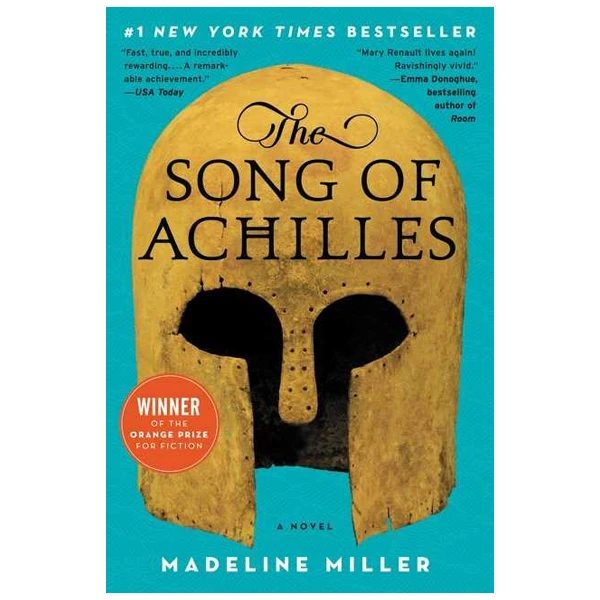 #1 NEW YORK TIMES BESTSELLER
"Fast, true, and incredibly
rewarding.... A remark-
able achievement."
—USA Today
"Mary Renault lives again!
Ravishingly vivid."
—Emma Donoghue,
bestselling
author of
Room
The
SONG OF
ACHILLES
WINNER
OF THE
ORANGE PRIZE
FOR FICTION
A NOVEL
MADELINE MILLER